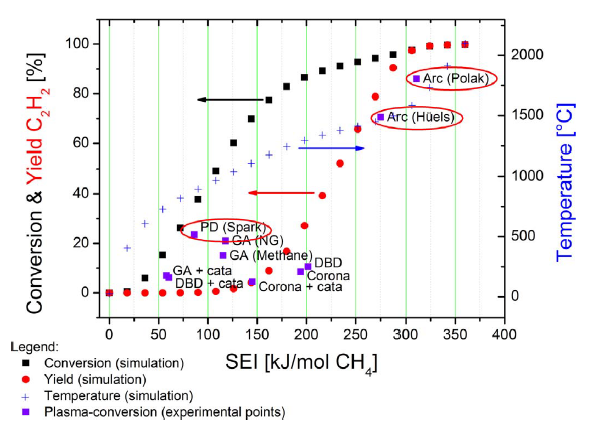 Conversion & Yield C2H2 [%]
100
80
60
40
20
0
2000
1500
1000
500
0
Temperature [°C]
Arc (Polak)
Arc (Hüels)
PD (Spark)
GA (NG)
GA (Methane)
GA + cata
DBD + cata
DBD
Corona
Corona + cata
0 50 100 150 200 250 300 350 400
SEI [kJ/mol CH4]
Legend:
Conversion (simulation)
Yield (simulation)
Temperature (simulation)
Plasma-conversion (experimental points)